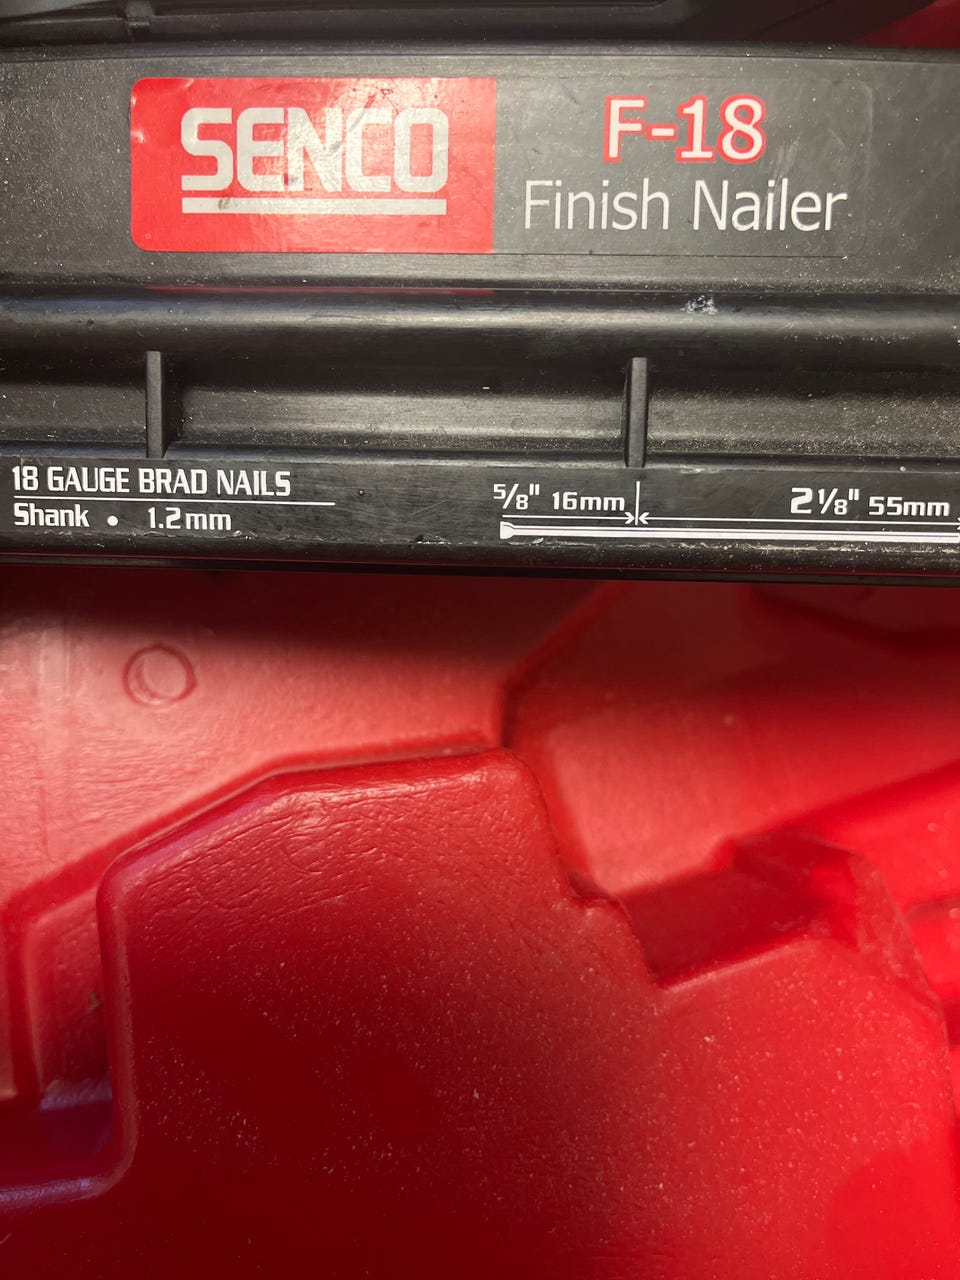 SENCO
F-18
Finish Nailer
18 GAUGE BRAD NAILS
Shank • 1.2mm
5/8" 16mm
2 1/8" 55mm